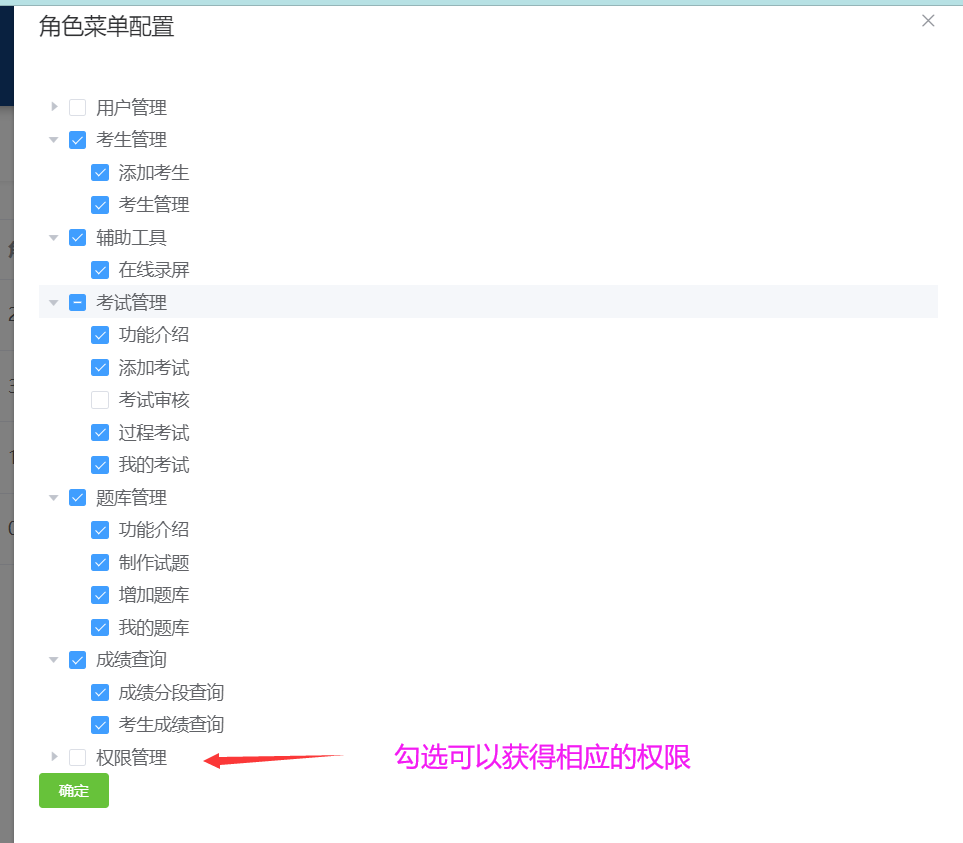 角色菜单配置
用户管理
考生管理
添加考生
考生管理
辅助工具
在线录屏
考试管理
功能介绍
添加考试
考试审核
过程考试
我的考试
题库管理
功能介绍
制作试题
增加题库
我的题库
成绩查询
成绩分段查询
考生成绩查询
权限管理
勾选可以获得相应的权限
确定